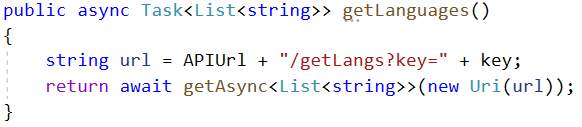 public async Task<List<string>> getLanguages()
{
string url = APIUrl + "/getLangs?key=" + key;
return await getAsync<List<string>>(new Uri(url));
}